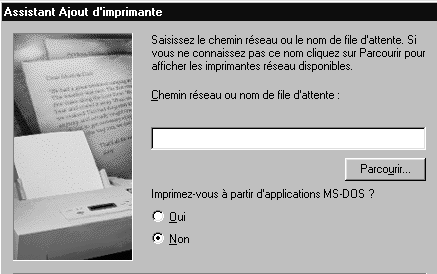 Assistant Ajout d'imprimante
Saisissez le chemin réseau ou le nom de file d'attente. Si
vous ne connaissez pas ce nom cliquez sur Parcourir pour
afficher les imprimantes réseau disponibles.
Chemin réseau ou nom de file d'attente :
Parcourir...
Imprimez-vous à partir d'applications MS-DOS ?
Oui
Non